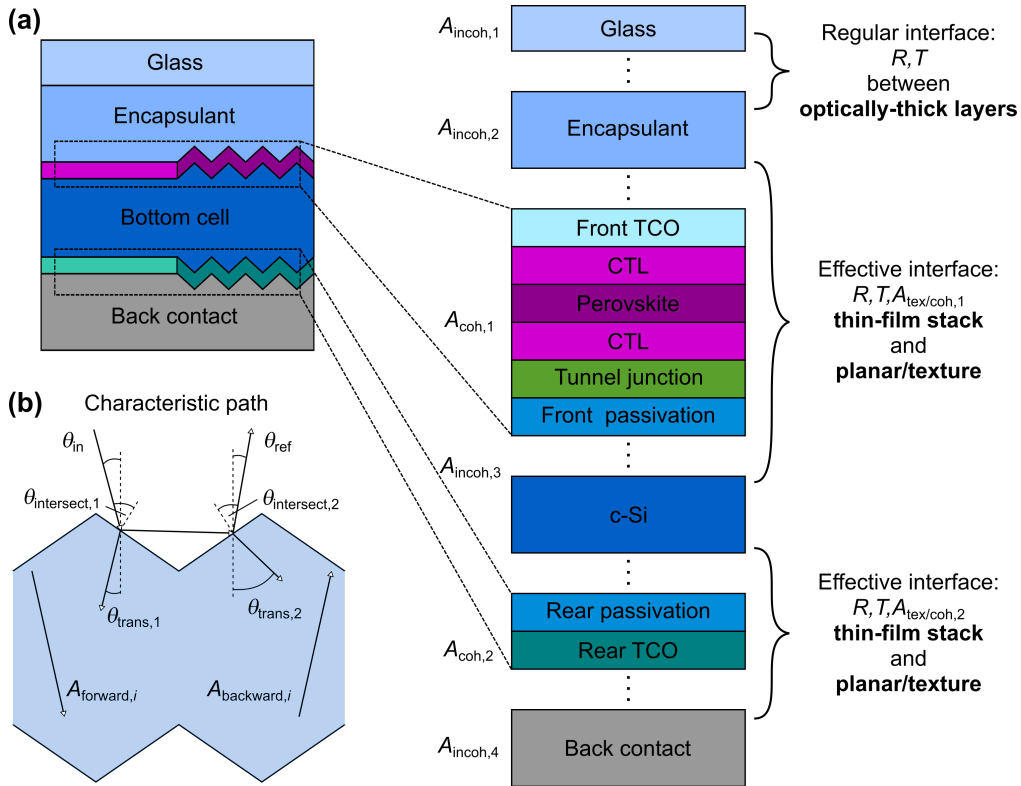 (a)
Glass
Encapsulant
Bottom cell
Back contact
(b)
Characteristic path
θin
θref
θintersect,1
θintersect,2
θtrans,1
θtrans,2
Aforward,i
Abackward,i
Aincoh,1
Glass
Aincoh,2
Encapsulant
Front TCO
CTL
Acoh,1
Perovskite
CTL
Tunnel junction
Front passivation
Aincoh,3
c-Si
Rear passivation
Acoh,2
Rear TCO
Aincoh,4
Back contact
Regular interface:
R,T
between
optically-thick layers
Effective interface:
R,T,Atex/coh,1
thin-film stack
and
planar/texture
Effective interface:
R,T,Atex/coh,2
thin-film stack
and
planar/texture